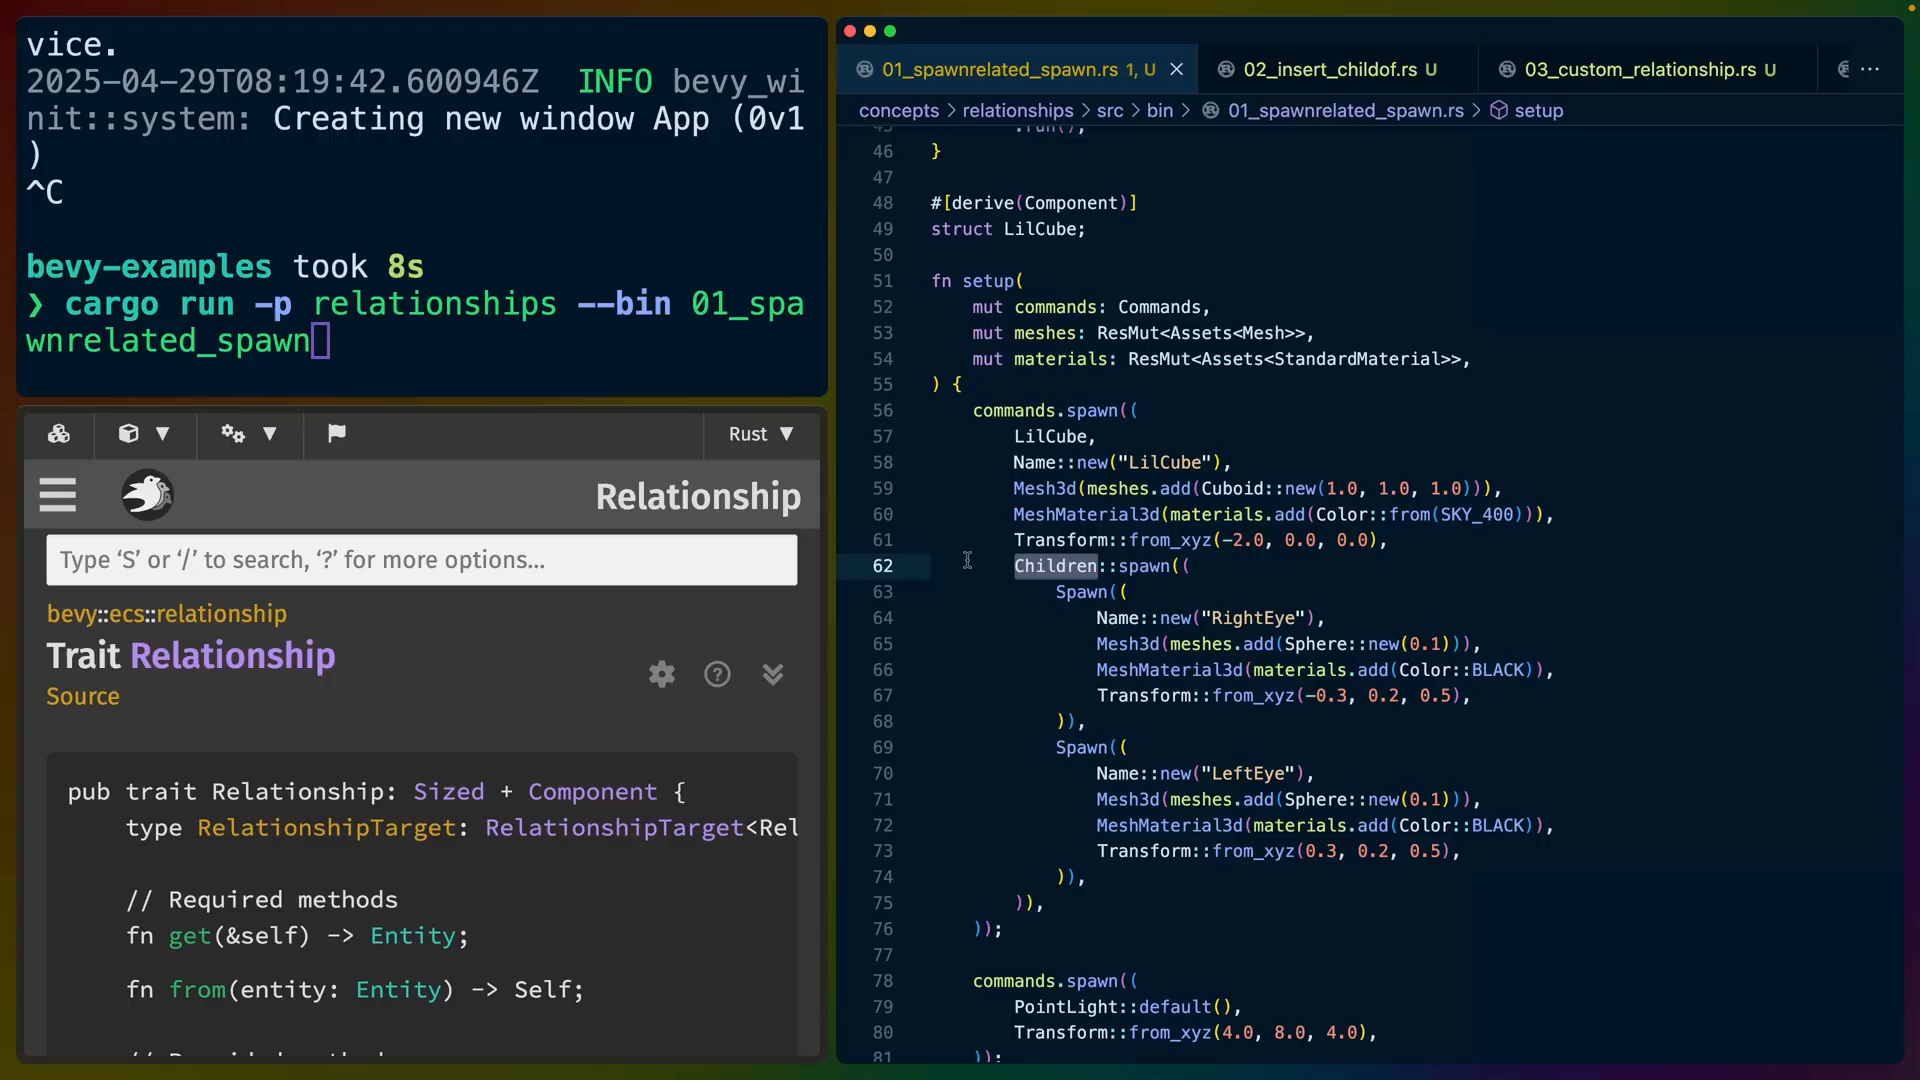 vice.
2025-04-29T08:19:42.600946Z  INFO bevy_wi
nit::system: Creating new window App (0v1
)
^C
bevy-examples took 8s
❯ cargo run -p relationships --bin 01_spa
wnrelated_spawn
Rust ▼
Relationship
Type ‘S’ or ‘/’ to search, ‘?’ for more options…
bevy::ecs::relationship
Trait Relationship
Source
pub trait Relationship: Sized + Component {
    type RelationshipTarget: RelationshipTarget<Rel
    // Required methods
    fn get(&self) -> Entity;
    fn from(entity: Entity) -> Self;
01_spawnrelated_spawn.rs 1, U
02_insert_childof.rs U
03_custom_relationship.rs U
concepts > relationships > src > bin > 01_spawnrelated_spawn.rs > setup
45         .run();
46 }
47
48 #[derive(Component)]
49 struct LilCube;
50
51 fn setup(
52     mut commands: Commands,
53     mut meshes: ResMut<Assets<Mesh>>,
54     mut materials: ResMut<Assets<StandardMaterial>>,
55 ) {
56     commands.spawn((
57         LilCube,
58         Name::new("LilCube"),
59         Mesh3d(meshes.add(Cuboid::new(1.0, 1.0, 1.0))),
60         MeshMaterial3d(materials.add(Color::from(SKY_400))),
61         Transform::from_xyz(-2.0, 0.0, 0.0),
62         Children::spawn((
63             Spawn((
64                 Name::new("RightEye"),
65                 Mesh3d(meshes.add(Sphere::new(0.1))),
66                 MeshMaterial3d(materials.add(Color::BLACK)),
67                 Transform::from_xyz(-0.3, 0.2, 0.5),
68             )),
69             Spawn((
70                 Name::new("LeftEye"),
71                 Mesh3d(meshes.add(Sphere::new(0.1))),
72                 MeshMaterial3d(materials.add(Color::BLACK)),
73                 Transform::from_xyz(0.3, 0.2, 0.5),
74             )),
75         )),
76     ));
77
78     commands.spawn((
79         PointLight::default(),
80         Transform::from_xyz(4.0, 8.0, 4.0),
81     ));